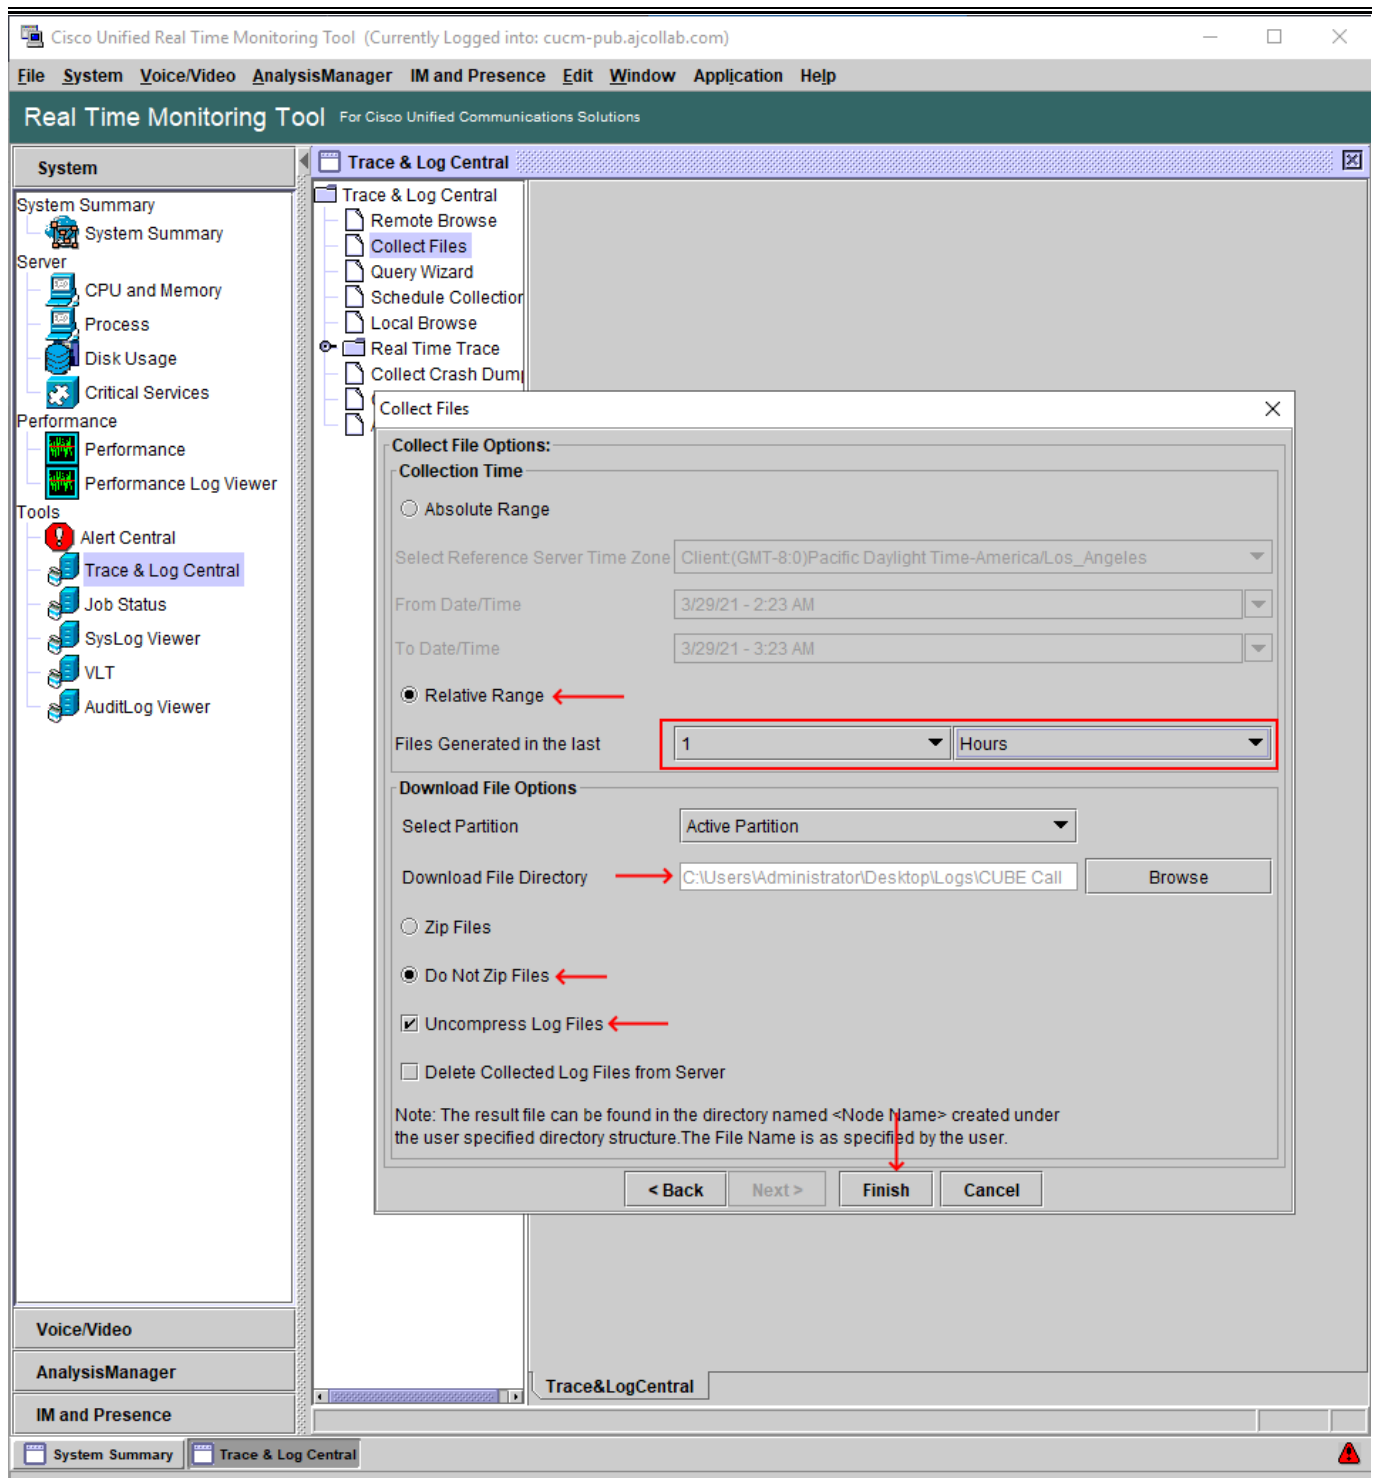 Cisco Unified Real Time Monitoring Tool (Currently Logged into: cucm-pub.ajcollab.com)
File System Voice/Video AnalysisManager IM and Presence Edit Window Application Help
Real Time Monitoring Tool For Cisco Unified Communications Solutions
System
System Summary
System Summary
Server
CPU and Memory
Process
Disk Usage
Critical Services
Performance
Performance
Performance Log Viewer
Tools
Alert Central
Trace & Log Central
Job Status
SysLog Viewer
VLT
AuditLog Viewer
Voice/Video
AnalysisManager
IM and Presence
Trace & Log Central
Trace & Log Central
Remote Browse
Collect Files
Query Wizard
Schedule Collection
Local Browse
Real Time Trace
Collect Crash Dum
Collect Files
Collect File Options:
Collection Time
Absolute Range
Select Reference Server Time Zone Client:(GMT-8:0)Pacific Daylight Time-America/Los_Angeles
From Date/Time 3/29/21 - 2:23 AM
To Date/Time 3/29/21 - 3:23 AM
Relative Range
Files Generated in the last 1 Hours
Download File Options
Select Partition Active Partition
Download File Directory C:\Users\Administrator\Desktop\Logs\CUBE Call Browse
Zip Files
Do Not Zip Files
Uncompress Log Files
Delete Collected Log Files from Server
Note: The result file can be found in the directory named <Node Name> created under
the user specified directory structure.The File Name is as specified by the user.
< Back Next > Finish Cancel
Trace&LogCentral
System Summary Trace & Log Central